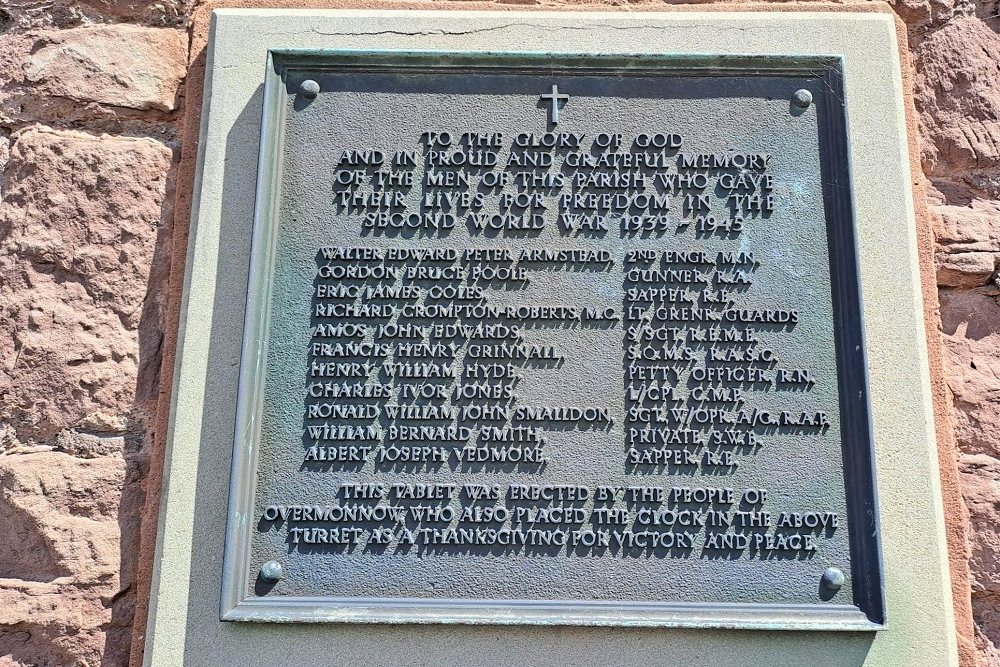 TO THE GLORY OF GOD
AND IN PROUD AND GRATEFUL MEMORY
OF THE MEN OF THIS PARISH WHO GAVE
THEIR LIVES FOR FREEDOM IN THE
SECOND WORLD WAR 1939 - 1945
WALTER EDWARD PETER ARMSTEAD, 2ND ENGR, M.N.
GORDON BRUCE POOLE, GUNNER, R.A.
ERIC JAMES COLES, SAPPER, R.E.
RICHARD CROMPTON-ROBERTS, M.C. LT. GRENR. GUARDS
AMOS JOHN EDWARDS, S/SGT. R.E.M.E.
FRANCIS HENRY GRINNALL, S.Q.M.S. R.A.S.C.
HENRY WILLIAM HYDE, PETTY OFFICER, R.N.
CHARLES IVOR JONES, L/CPL. C.M.P.
RONALD WILLIAM JOHN SMALLDON, SGT. W/OPR. A/G. R.A.F.
WILLIAM BERNARD SMITH, PRIVATE, S.W.B.
ALBERT JOSEPH VEDMORE, SAPPER, R.E.
THIS TABLET WAS ERECTED BY THE PEOPLE OF
OVERMONNOW WHO ALSO PLACED THE CLOCK IN THE ABOVE
TURRET AS A THANKSGIVING FOR VICTORY AND PEACE.